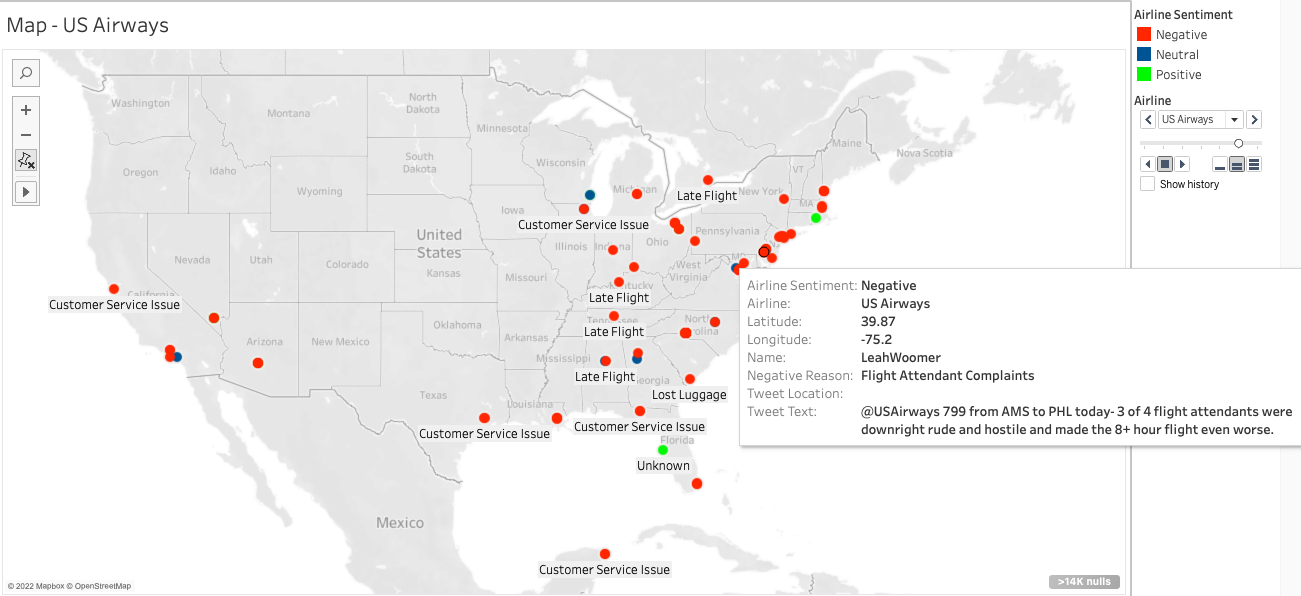 Map - US Airways
Airline Sentiment
Negative
Neutral
Positive
Airline
US Airways
Show history
Washington
Montana
North
Dakota
Minnesota
Oregon
Idaho
South
Dakota
Wisconsin
Wyoming
Michigan
Maine
Nova Scotia
VT
New York
MA
Late Flight
Iowa
Customer Service Issue
Pennsylvania
United
States
Nevada
Utah
Colorado
Kansas
Illinois
Indiana
Ohio
Missouri
West
Virginia
MD
Kentucky
California
Customer Service Issue
Late Flight
Tennessee
Late Flight
North
Carolina
Arizona
New Mexico
Oklahoma
Arkansas
Mississippi
Late Flight
Georgia
Lost Luggage
Texas
Louisiana
Customer Service Issue
Customer Service Issue
Florida
Unknown
Mexico
Customer Service Issue
Airline Sentiment: Negative
Airline: US Airways
Latitude: 39.87
Longitude: -75.2
Name: LeahWoomer
Negative Reason: Flight Attendant Complaints
Tweet Location:
Tweet Text: @USAirways 799 from AMS to PHL today- 3 of 4 flight attendants were
downright rude and hostile and made the 8+ hour flight even worse.
© 2022 Mapbox © OpenStreetMap
>14K nulls